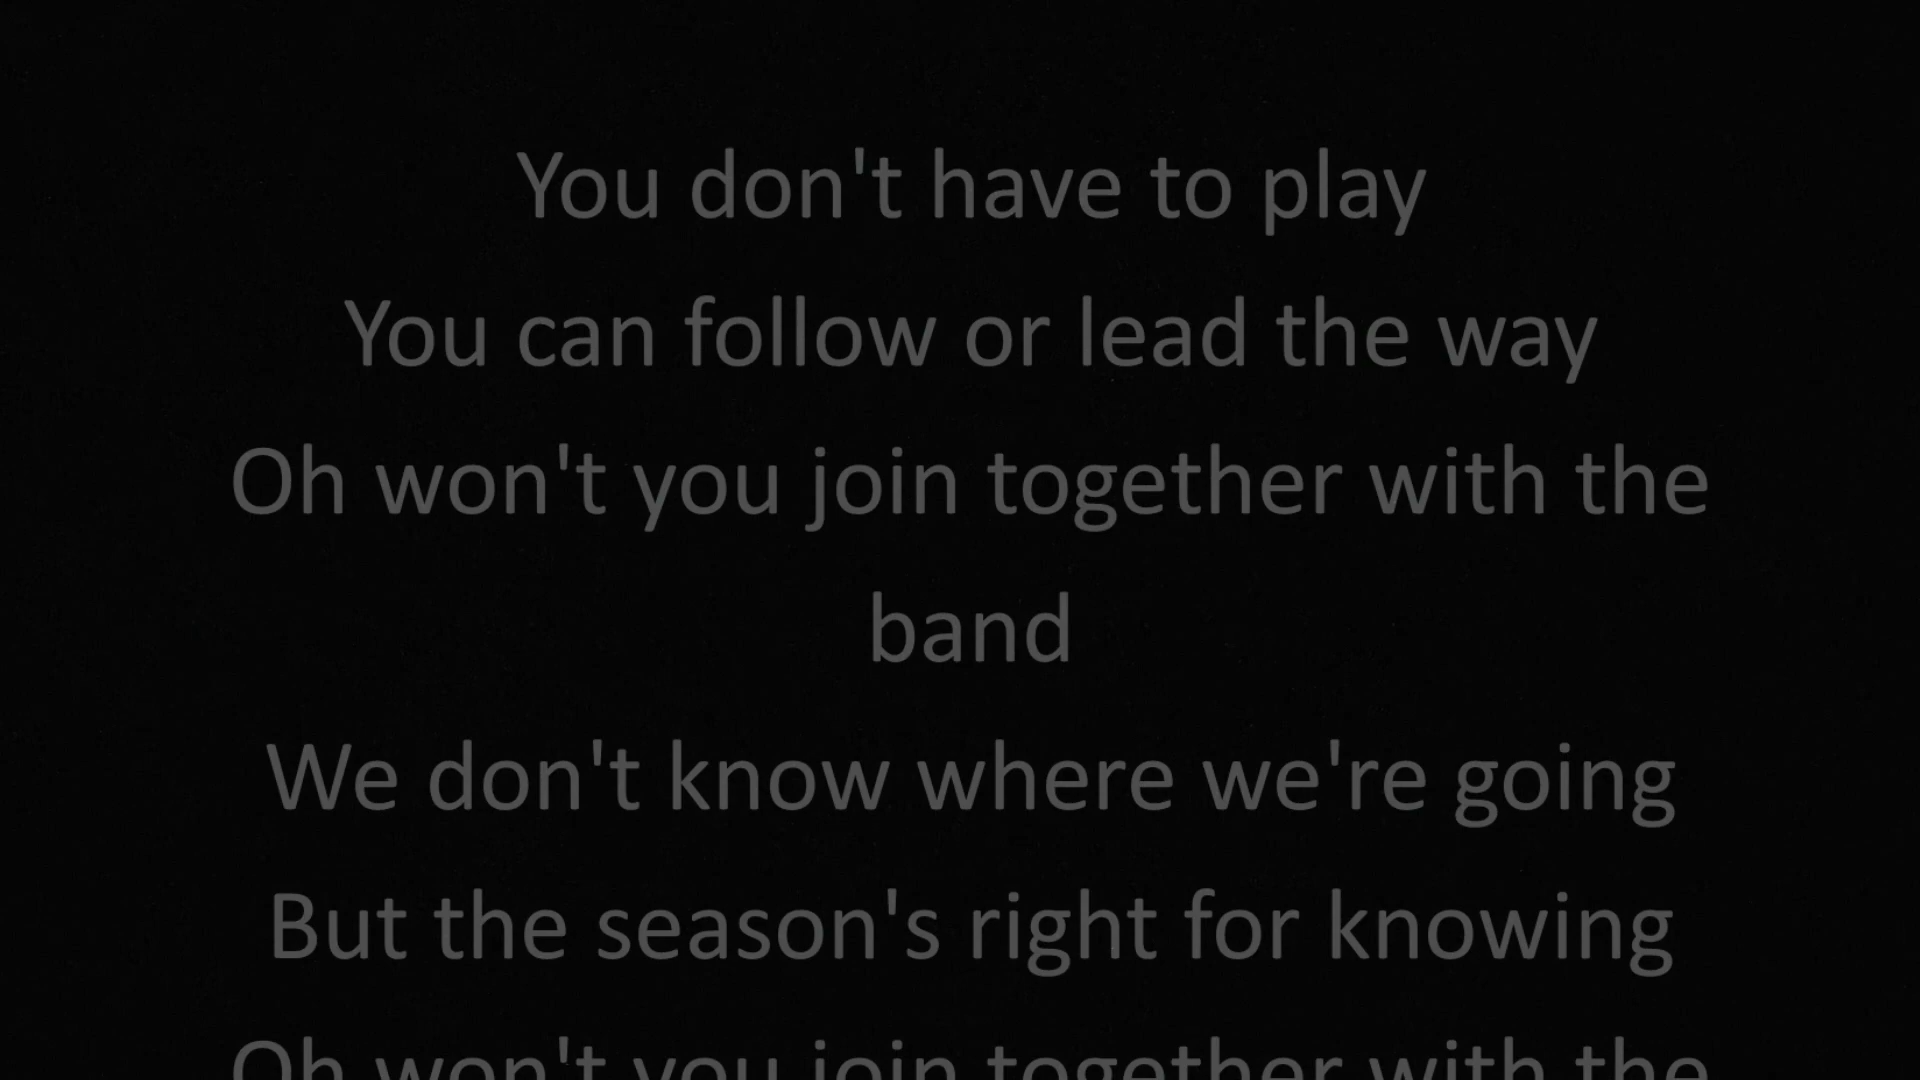 You don't have to play
You can follow or lead the way
Oh won't you join together with the
band
We don't know where we're going
But the season's right for knowing
Oh won't you join together with the